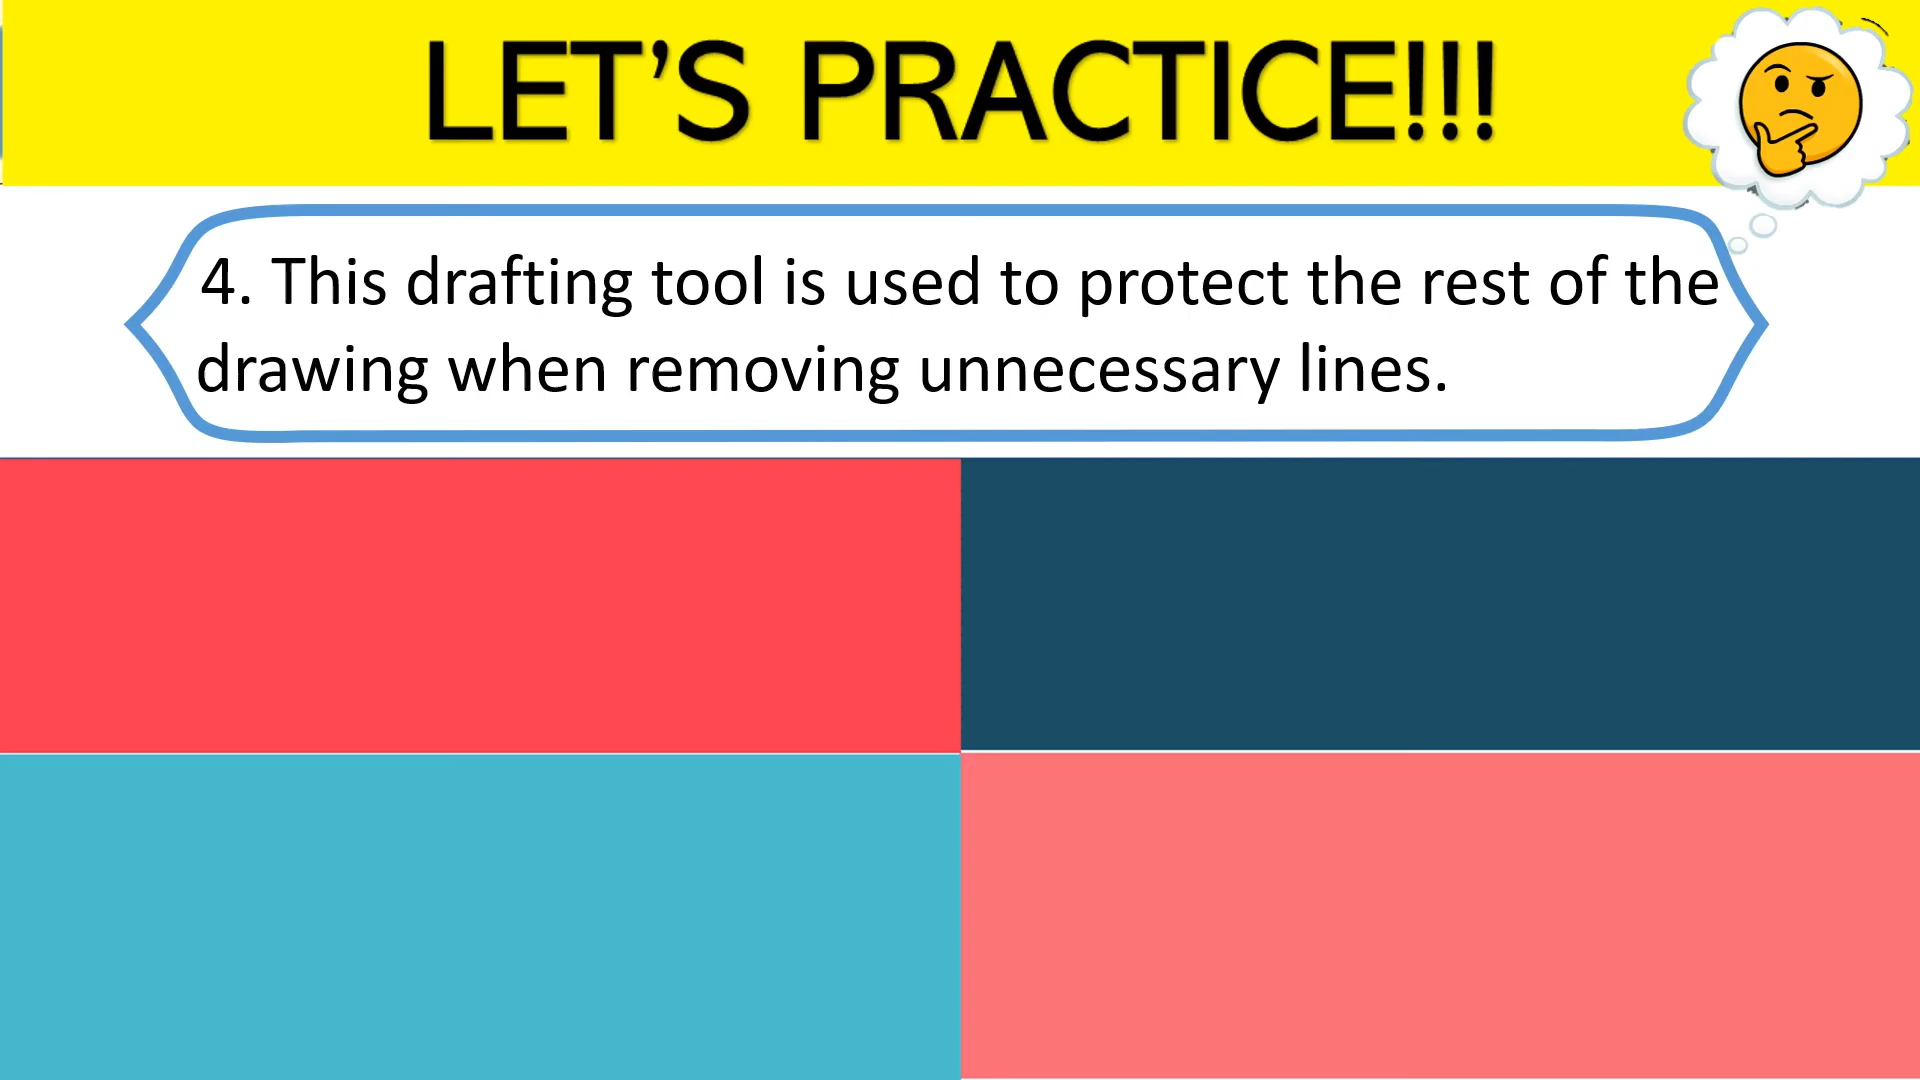 LET’S PRACTICE!!!
4. This drafting tool is used to protect the rest of the
drawing when removing unnecessary lines.